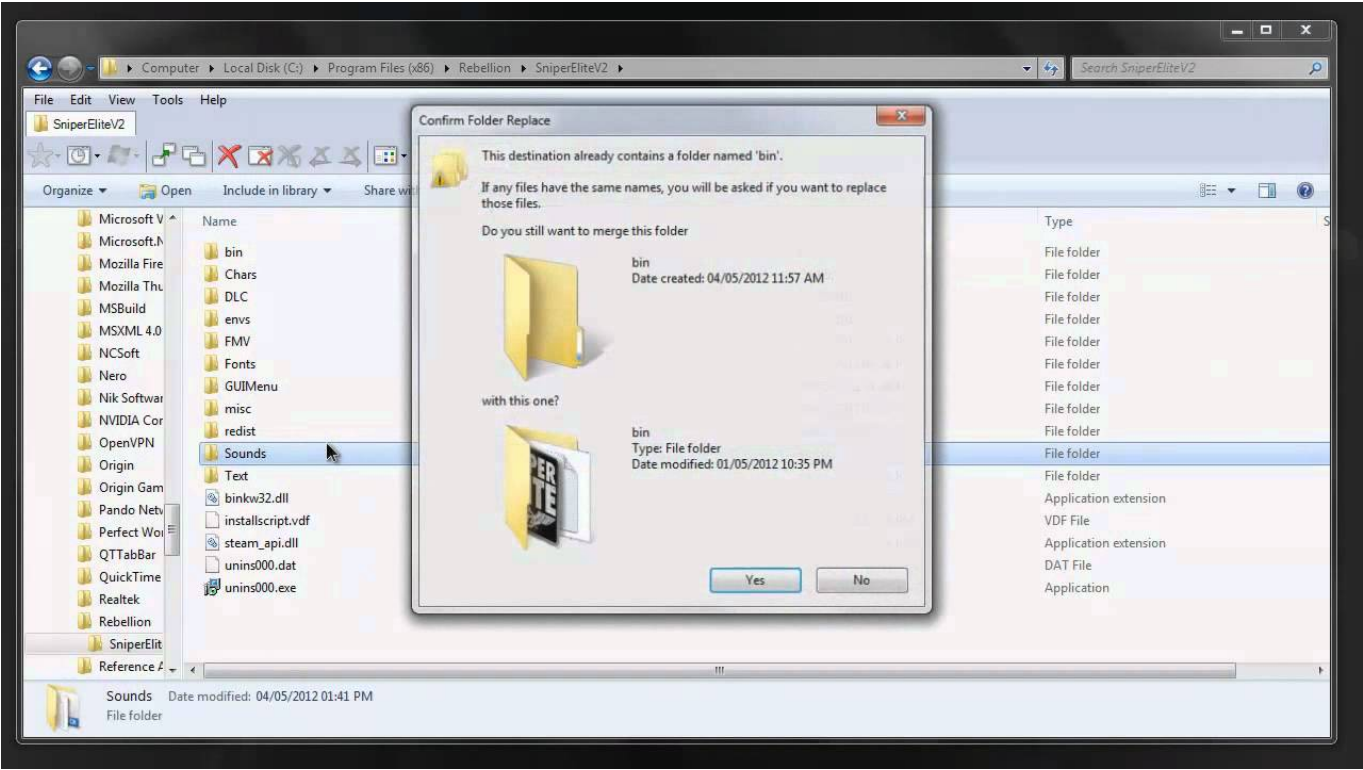 Computer ▸ Local Disk (C:) ▸ Program Files (x86) ▸ Rebellion ▸ SniperEliteV2 ▸
Search SniperEliteV2
File Edit View Tools Help
SniperEliteV2
Organize Open Include in library Share wi
Microsoft V
Microsoft.N
Mozilla Fire
Mozilla Thu
MSBuild
MSXML 4.0
NCSoft
Nero
Nik Softwar
NVIDIA Cor
OpenVPN
Origin
Origin Gam
Pando Netw
Perfect Wor
QTTabBar
QuickTime
Realtek
Rebellion
SniperElit
Reference A
Name Type S
bin File folder
Chars File folder
DLC File folder
envs File folder
FMV File folder
Fonts File folder
GUIMenu File folder
misc File folder
redist File folder
Sounds File folder
Text File folder
binkw32.dll Application extension
installscript.vdf VDF File
steam_api.dll Application extension
unins000.dat DAT File
unins000.exe Application
Confirm Folder Replace
This destination already contains a folder named 'bin'.
If any files have the same names, you will be asked if you want to replace
those files.
Do you still want to merge this folder
bin
Date created: 04/05/2012 11:57 AM
with this one?
bin
Type: File folder
Date modified: 01/05/2012 10:35 PM
PER
TE
Yes No
Sounds Date modified: 04/05/2012 01:41 PM
File folder